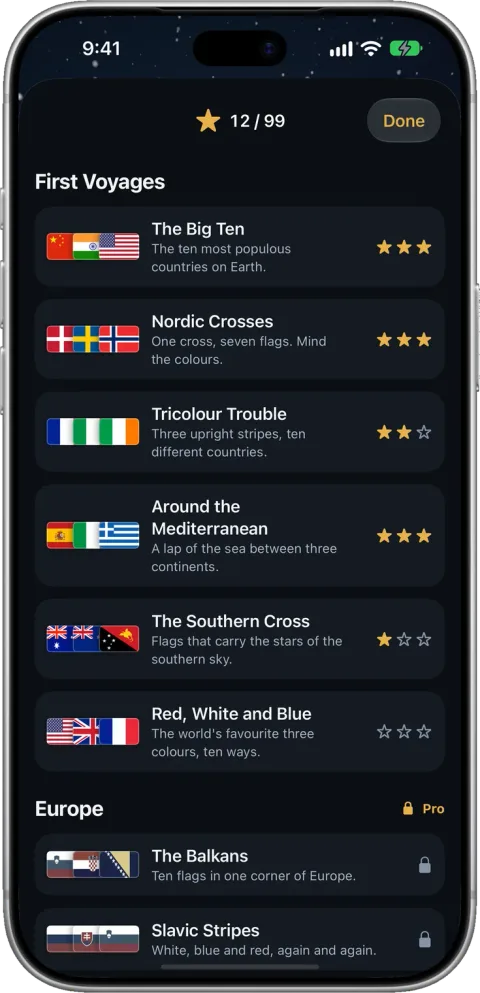 9:41
12 / 99
Done
First Voyages
The Big Ten
The ten most populous
countries on Earth.
Nordic Crosses
One cross, seven flags. Mind
the colours.
Tricolour Trouble
Three upright stripes, ten
different countries.
Around the
Mediterranean
A lap of the sea between three
continents.
The Southern Cross
Flags that carry the stars of the
southern sky.
Red, White and Blue
The world's favourite three
colours, ten ways.
Europe
Pro
The Balkans
Ten flags in one corner of Europe.
Slavic Stripes
White, blue and red, again and again.